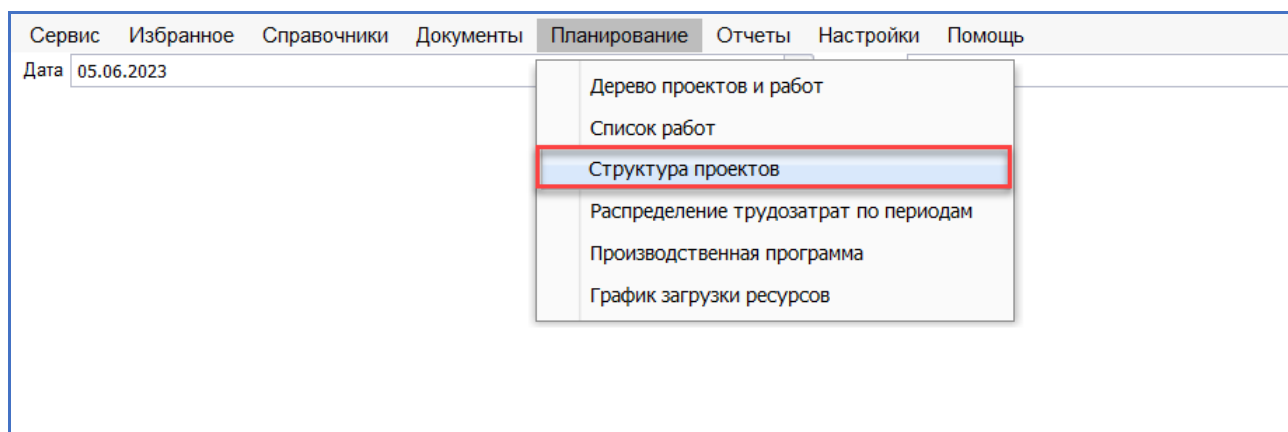 Сервис Избранное Справочники Документы Планирование Отчеты Настройки Помощь
Дата 05.06.2023
Дерево проектов и работ
Список работ
Структура проектов
Распределение трудозатрат по периодам
Производственная программа
График загрузки ресурсов